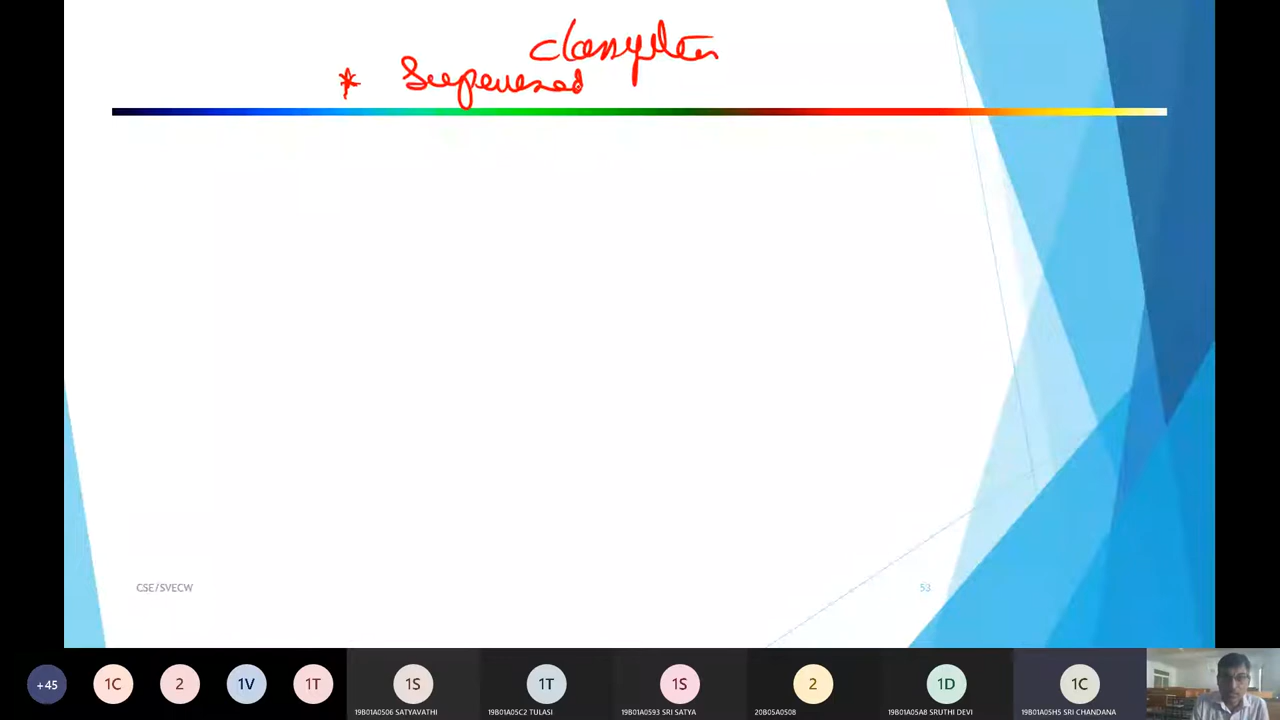 Classification
* Supervised
CSE/SVECW
53
+45
1C
2
1V
1T
1S
1T
1S
2
1D
1C
19B01A0506 SATYAVATHI
19B01A05C2 TULASI
19B01A0593 SRI SATYA
20B05A0508
19B01A05A8 SRUTHI DEVI
19B01A05H5 SRI CHANDANA